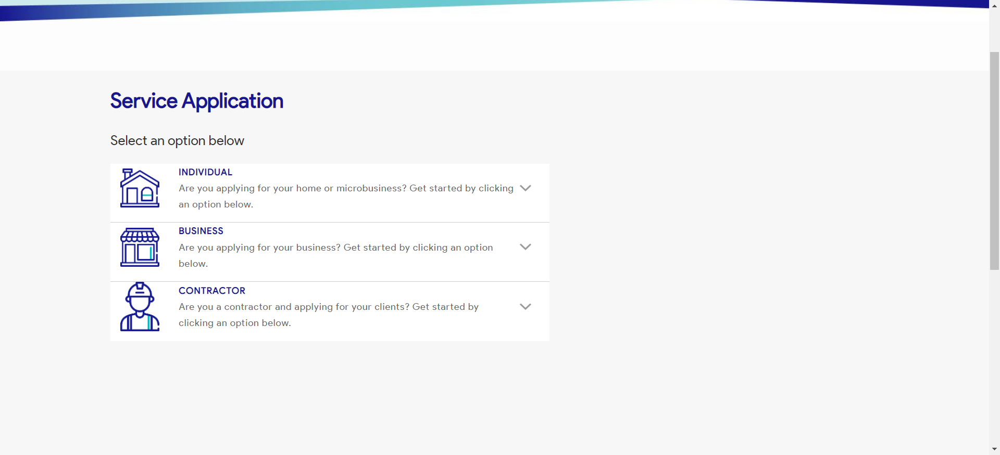 Service Application
Select an option below
INDIVIDUAL
Are you applying for your home or microbusiness? Get started by clicking
an option below.
BUSINESS
Are you applying for your business? Get started by clicking an option
below.
CONTRACTOR
Are you a contractor and applying for your clients? Get started by
clicking an option below.